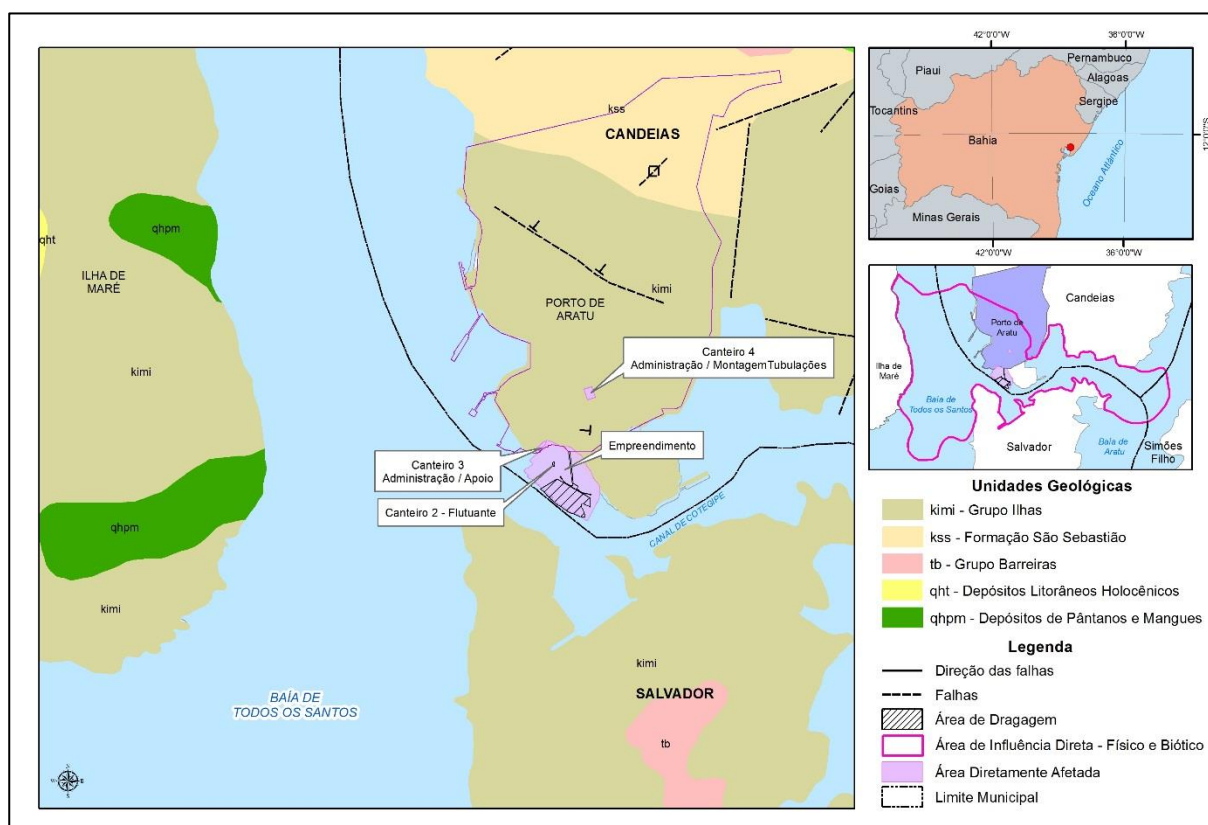 kss
CANDEIAS
qhpm
qht
ILHA DE
MARÉ
kimi
PORTO DE
ARATU
kimi
Canteiro 4
Administração / MontagemTubulações
Empreendimento
Canteiro 3
Administração / Apoio
Canteiro 2 - Flutuante
CANAL DE COTEGIPE
qhpm
kimi
kimi
SALVADOR
BAÍA DE
TODOS OS SANTOS
tb
42°0'0"W
36°0'0"W
Pernambuco
Piaui
Alagoas
Sergipe
Tocantins
Bahia
12°0'0"S
Oceano Atlântico
Goias
Minas Gerais
42°0'0"W
36°0'0"W
Candeias
Porto de
Aratu
Ilha de
Maré
Baía de
Todos os Santos
Salvador
Baía de
Aratu
Simões
Filho
Unidades Geológicas
kimi - Grupo Ilhas
kss - Formação São Sebastião
tb - Grupo Barreiras
qht - Depósitos Litorâneos Holocênicos
qhpm - Depósitos de Pântanos e Mangues
Legenda
Direção das falhas
Falhas
Área de Dragagem
Área de Influência Direta - Físico e Biótico
Área Diretamente Afetada
Limite Municipal